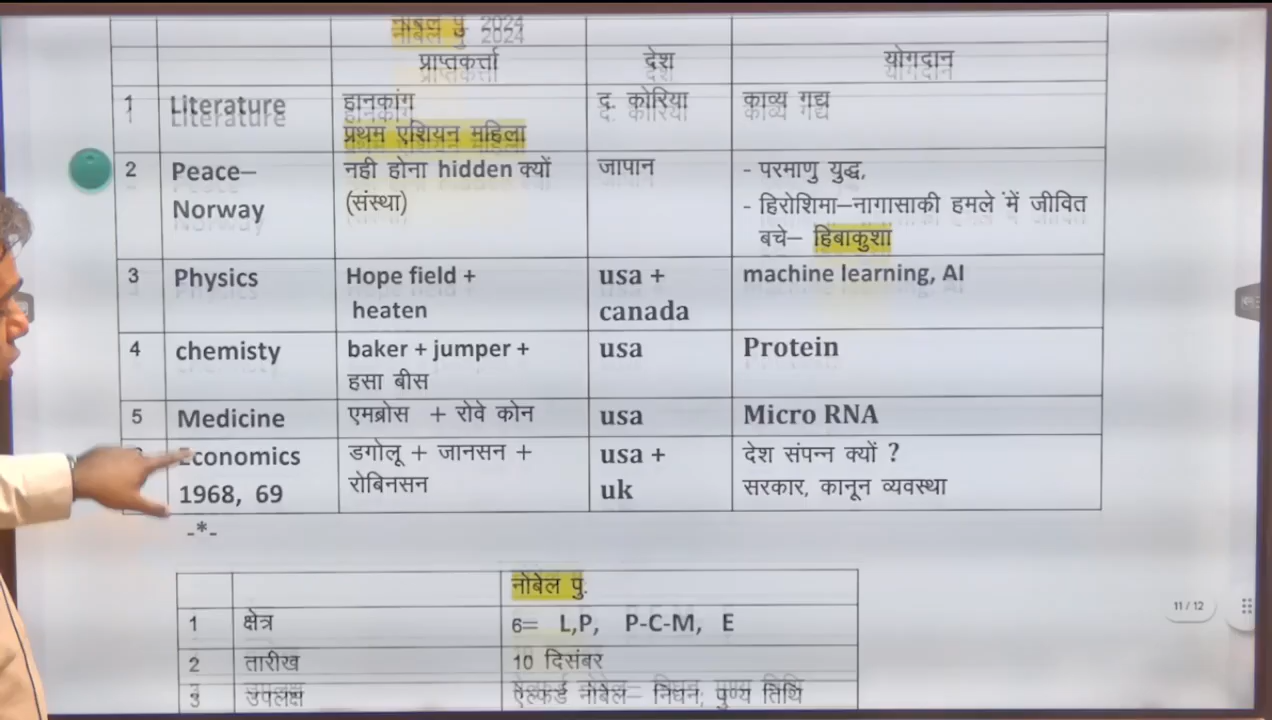 नोबेल पु 2024
प्राप्तकर्त्ता देश योगदान
1 Literature हानकांग द. कोरिया काव्य गद्य
प्रथम एशियन महिला
2 Peace– नही होना hidden क्यों जापान - परमाणु युद्ध,
Norway (संस्था) - हिरोशिमा–नागासाकी हमले में जीवित
बचे– हिबाकुशा
3 Physics Hope field + usa + machine learning, AI
heaten canada
4 chemisty baker + jumper + usa Protein
हसा बीस
5 Medicine एमब्रोस + रोवे कोन usa Micro RNA
Economics डगोलू + जानसन + usa + देश संपन्न क्यों ?
1968, 69 रोबिनसन uk सरकार, कानून व्यवस्था
-*-
नोबेल पु.
1 क्षेत्र 6= L,P, P-C-M, E
2 तारीख 10 दिसंबर
3 उपलक्ष ऐल्फर्ड नोबेल– निधन, पुण्य तिथि
11 / 12